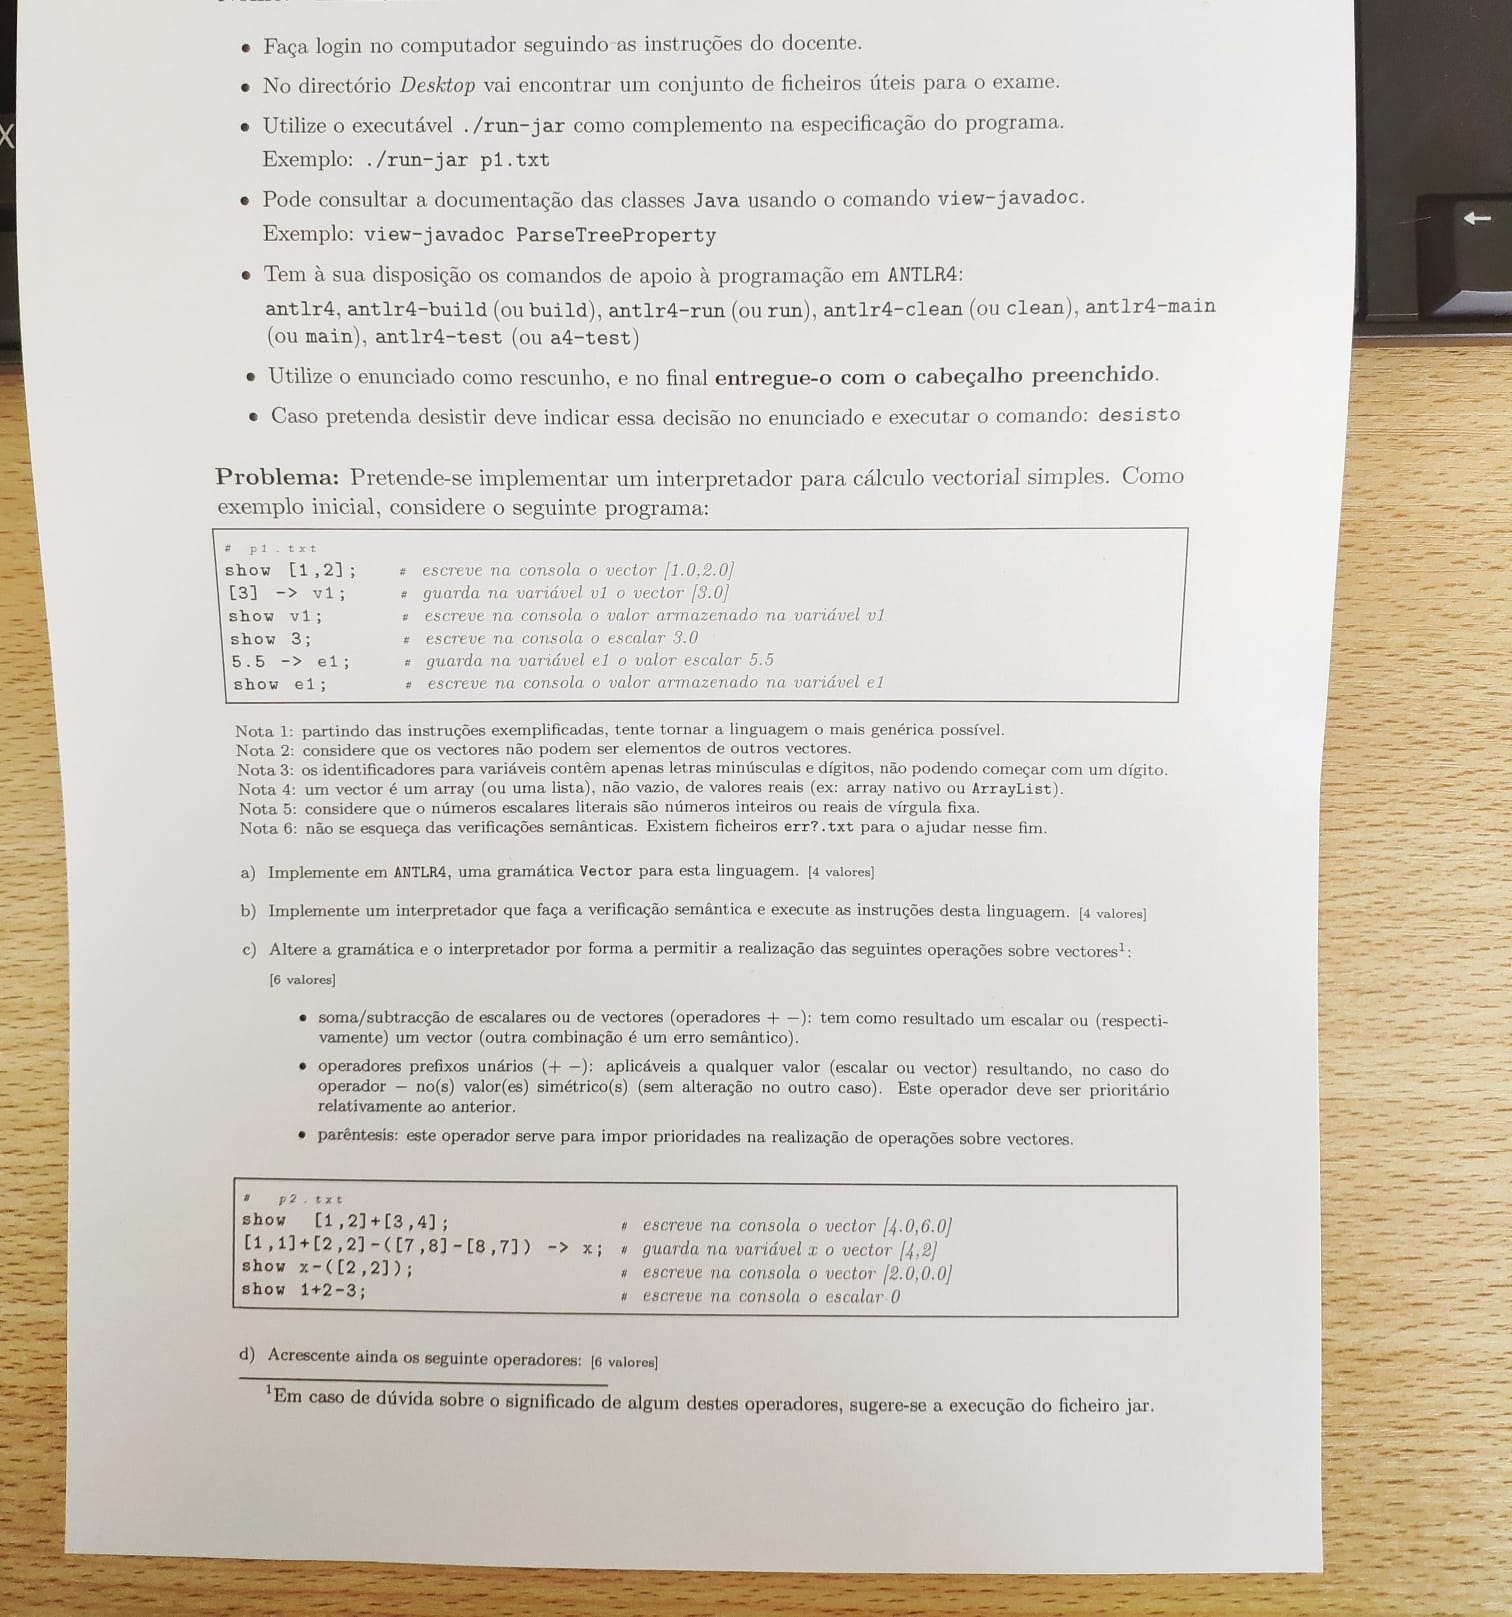 • Faça login no computador seguindo as instruções do docente.
• No directório Desktop vai encontrar um conjunto de ficheiros úteis para o exame.
• Utilize o executável ./run-jar como complemento na especificação do programa.
Exemplo: ./run-jar p1.txt
• Pode consultar a documentação das classes Java usando o comando view-javadoc.
Exemplo: view-javadoc ParseTreeProperty
• Tem à sua disposição os comandos de apoio à programação em ANTLR4:
antlr4, antlr4-build (ou build), antlr4-run (ou run), antlr4-clean (ou clean), antlr4-main
(ou main), antlr4-test (ou a4-test)
• Utilize o enunciado como rescunho, e no final entregue-o com o cabeçalho preenchido.
• Caso pretenda desistir deve indicar essa decisão no enunciado e executar o comando: desisto
Problema: Pretende-se implementar um interpretador para cálculo vectorial simples. Como
exemplo inicial, considere o seguinte programa:
# p1.txt
show [1,2]; # escreve na consola o vector [1.0,2.0]
[3] -> v1; # guarda na variável v1 o vector [3.0]
show v1; # escreve na consola o valor armazenado na variável v1
show 3; # escreve na consola o escalar 3.0
5.5 -> e1; # guarda na variável e1 o valor escalar 5.5
show e1; # escreve na consola o valor armazenado na variável e1
Nota 1: partindo das instruções exemplificadas, tente tornar a linguagem o mais genérica possível.
Nota 2: considere que os vectores não podem ser elementos de outros vectores.
Nota 3: os identificadores para variáveis contêm apenas letras minúsculas e dígitos, não podendo começar com um dígito.
Nota 4: um vector é um array (ou uma lista), não vazio, de valores reais (ex: array nativo ou ArrayList).
Nota 5: considere que o números escalares literais são números inteiros ou reais de vírgula fixa.
Nota 6: não se esqueça das verificações semânticas. Existem ficheiros err?.txt para o ajudar nesse fim.
a) Implemente em ANTLR4, uma gramática Vector para esta linguagem. [4 valores]
b) Implemente um interpretador que faça a verificação semântica e execute as instruções desta linguagem. [4 valores]
c) Altere a gramática e o interpretador por forma a permitir a realização das seguintes operações sobre vectores1:
[6 valores]
• soma/subtracção de escalares ou de vectores (operadores + −): tem como resultado um escalar ou (respecti-
vamente) um vector (outra combinação é um erro semântico).
• operadores prefixos unários (+ −): aplicáveis a qualquer valor (escalar ou vector) resultando, no caso do
operador − no(s) valor(es) simétrico(s) (sem alteração no outro caso). Este operador deve ser prioritário
relativamente ao anterior.
• parêntesis: este operador serve para impor prioridades na realização de operações sobre vectores.
# p2.txt
show [1,2]+[3,4]; # escreve na consola o vector [4.0,6.0]
[1,1]+[2,2]-([7,8]-[8,7]) -> x; # guarda na variável x o vector [4,2]
show x-([2,2]); # escreve na consola o vector [2.0,0.0]
show 1+2-3; # escreve na consola o escalar 0
d) Acrescente ainda os seguinte operadores: [6 valores]
1Em caso de dúvida sobre o significado de algum destes operadores, sugere-se a execução do ficheiro jar.
X
←